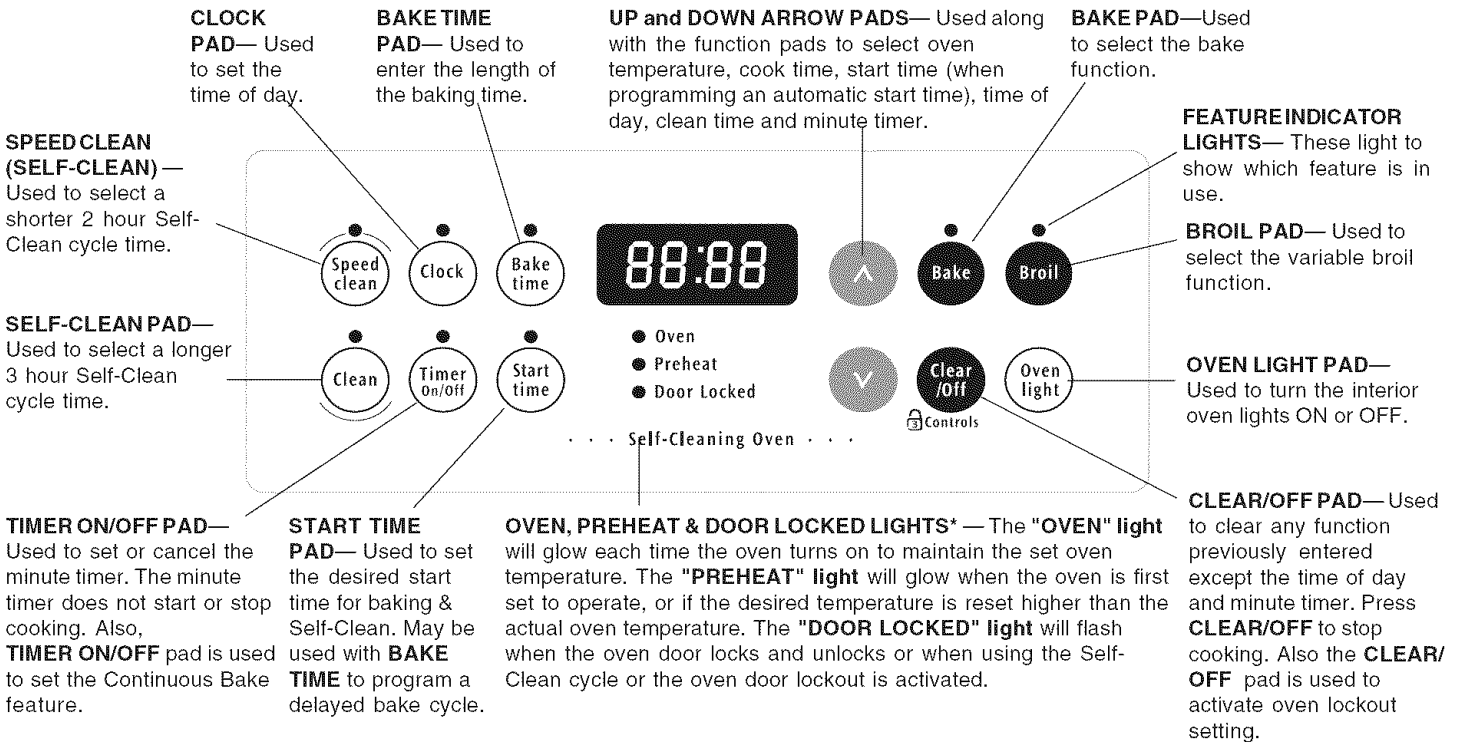 CLOCK
PAD— Used
to set the
time of day.
BAKE TIME
PAD— Used to
enter the length of
the baking time.
UP and DOWN ARROW PADS— Used along
with the function pads to select oven
temperature, cook time, start time (when
programming an automatic start time), time of
day, clean time and minute timer.
BAKE PAD—Used
to select the bake
function.
FEATURE INDICATOR
LIGHTS— These light to
show which feature is in
use.
SPEED CLEAN
(SELF-CLEAN) —
Used to select a
shorter 2 hour Self-
Clean cycle time.
BROIL PAD— Used to
select the variable broil
function.
SELF-CLEAN PAD—
Used to select a longer
3 hour Self-Clean
cycle time.
OVEN LIGHT PAD—
Used to turn the interior
oven lights ON or OFF.
Speed
clean
Clock
Bake
time
88:88
^
Bake
Broil
Clean
Timer
On/Off
Start
time
Oven
Preheat
Door Locked
v
Clear
/Off
Oven
light
3 Controls
· · · Self-Cleaning Oven · · ·
TIMER ON/OFF PAD—
Used to set or cancel the
minute timer. The minute
timer does not start or stop
cooking. Also,
TIMER ON/OFF pad is used
to set the Continuous Bake
feature.
START TIME
PAD— Used to set
the desired start
time for baking &
Self-Clean. May be
used with BAKE
TIME to program a
delayed bake cycle.
OVEN, PREHEAT & DOOR LOCKED LIGHTS* — The "OVEN" light
will glow each time the oven turns on to maintain the set oven
temperature. The "PREHEAT" light will glow when the oven is first
set to operate, or if the desired temperature is reset higher than the
actual oven temperature. The "DOOR LOCKED" light will flash
when the oven door locks and unlocks or when using the Self-
Clean cycle or the oven door lockout is activated.
CLEAR/OFF PAD— Used
to clear any function
previously entered
except the time of day
and minute timer. Press
CLEAR/OFF to stop
cooking. Also the CLEAR/
OFF pad is used to
activate oven lockout
setting.